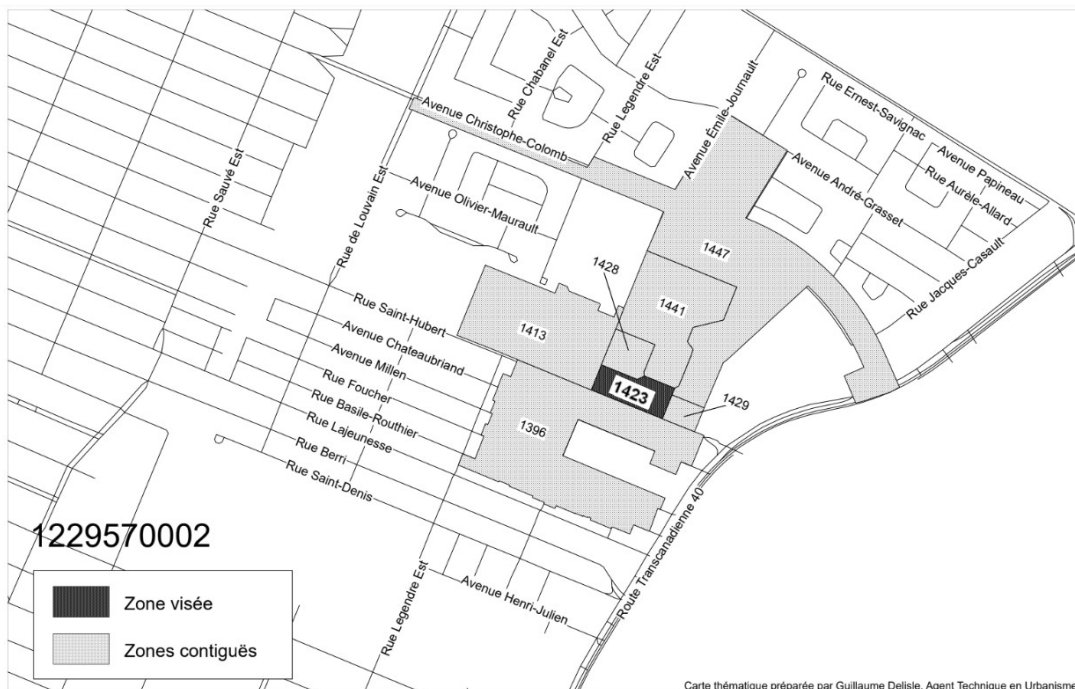 Rue Chabanel Est
Rue Legendre Est
Avenue Émile-Journault
Rue Ernest-Savignac
Avenue Papineau
Rue Aurèle-Allard
Avenue André-Grasset
Rue Jacques-Casault
Avenue Christophe-Colomb
Rue Sauvé Est
Rue de Louvain Est
Avenue Olivier-Maurault
1447
1428
1441
1413
1423
1429
1396
Rue Saint-Hubert
Avenue Chateaubriand
Avenue Millen
Rue Foucher
Rue Basile-Routhier
Rue Lajeunesse
Rue Berri
Rue Saint-Denis
Route Transcanadienne 40
Rue Legendre Est
Avenue Henri-Julien
1229570002
Zone visée
Zones contiguës
Carte thématique préparée par Guillaume Delisle, Agent Technique en Urbanisme